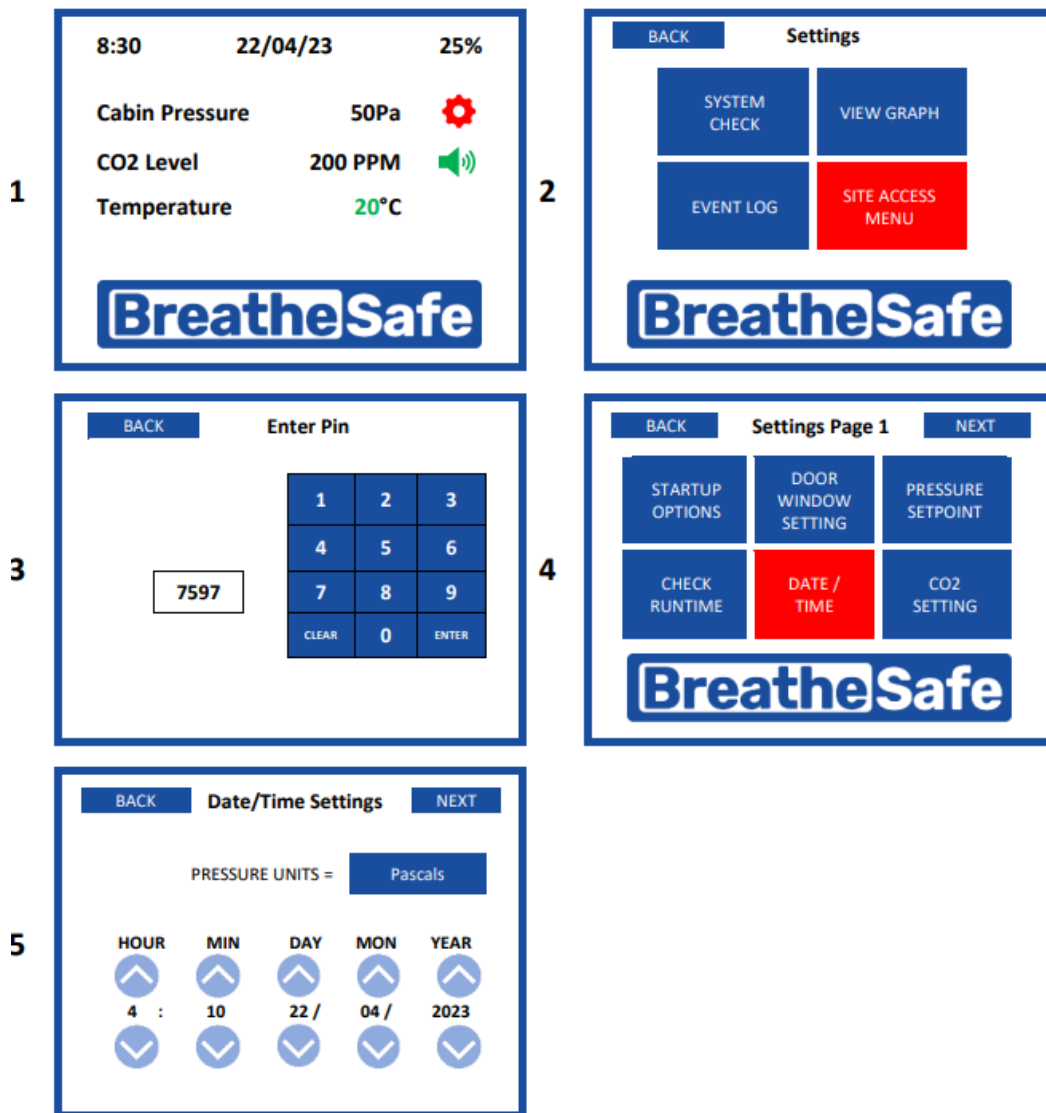 1
8:30 22/04/23 25%
Cabin Pressure 50Pa
CO2 Level 200 PPM
Temperature 20°C
BreatheSafe
2
BACK Settings
SYSTEM
CHECK
VIEW GRAPH
EVENT LOG
SITE ACCESS
MENU
BreatheSafe
3
BACK Enter Pin
7597
1 2 3
4 5 6
7 8 9
CLEAR 0 ENTER
4
BACK Settings Page 1 NEXT
STARTUP
OPTIONS
DOOR
WINDOW
SETTING
PRESSURE
SETPOINT
CHECK
RUNTIME
DATE /
TIME
CO2
SETTING
BreatheSafe
5
BACK Date/Time Settings NEXT
PRESSURE UNITS = Pascals
HOUR MIN DAY MON YEAR
4 : 10 22 / 04 / 2023